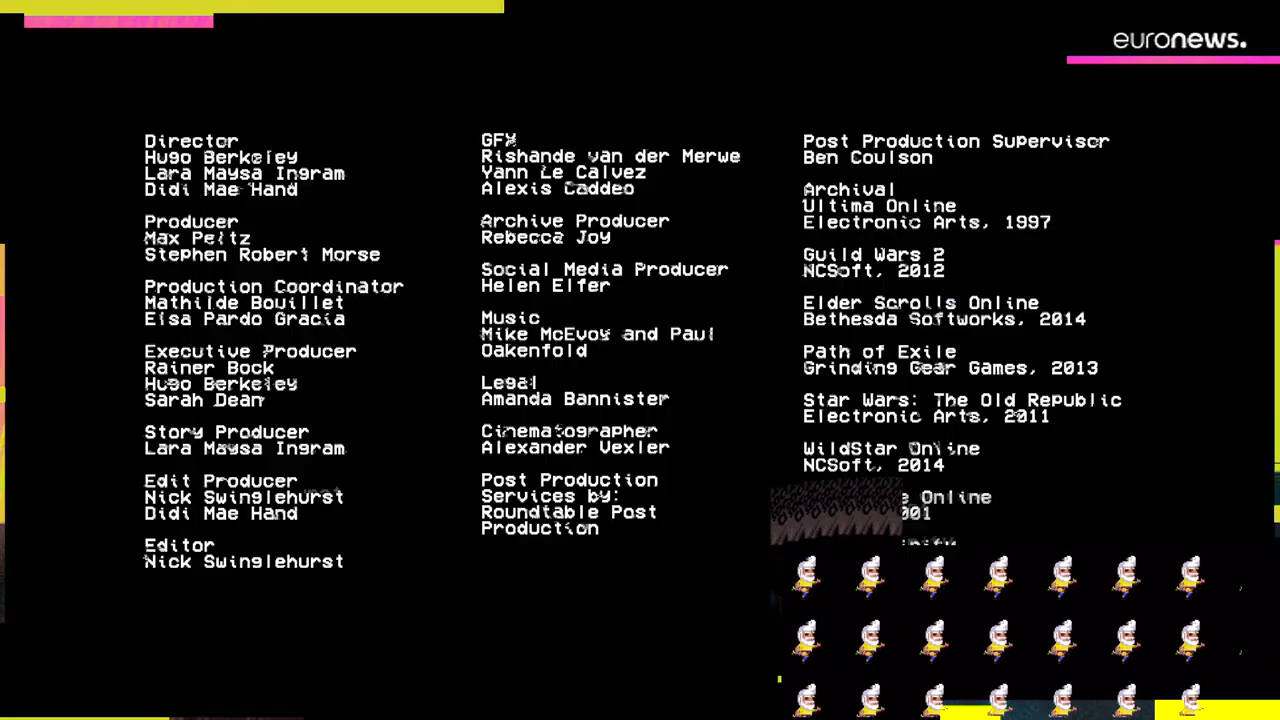 euronews.
Director
Hugo Berkeley
Lara Maysa Ingram
Didi Mae Hand
Producer
Max Peltz
Stephen Robert Morse
Production Coordinator
Mathilde Bouillet
Elsa Pardo Gracia
Executive Producer
Rainer Bock
Hugo Berkeley
Sarah Dean
Story Producer
Lara Maysa Ingram
Edit Producer
Nick Swinglehurst
Didi Mae Hand
Editor
Nick Swinglehurst
GFX
Rishande van der Merwe
Yann Le Calvez
Alexis Caddeo
Archive Producer
Rebecca Joy
Social Media Producer
Helen Elfer
Music
Mike McEvoy and Paul
Oakenfold
Legal
Amanda Bannister
Cinematographer
Alexander Vexler
Post Production
Services by:
Roundtable Post
Production
Post Production Supervisor
Ben Coulson
Archival
Ultima Online
Electronic Arts, 1997
Guild Wars 2
NCSoft, 2012
Elder Scrolls Online
Bethesda Softworks, 2014
Path of Exile
Grinding Gear Games, 2013
Star Wars: The Old Republic
Electronic Arts, 2011
WildStar Online
NCSoft, 2014
Online